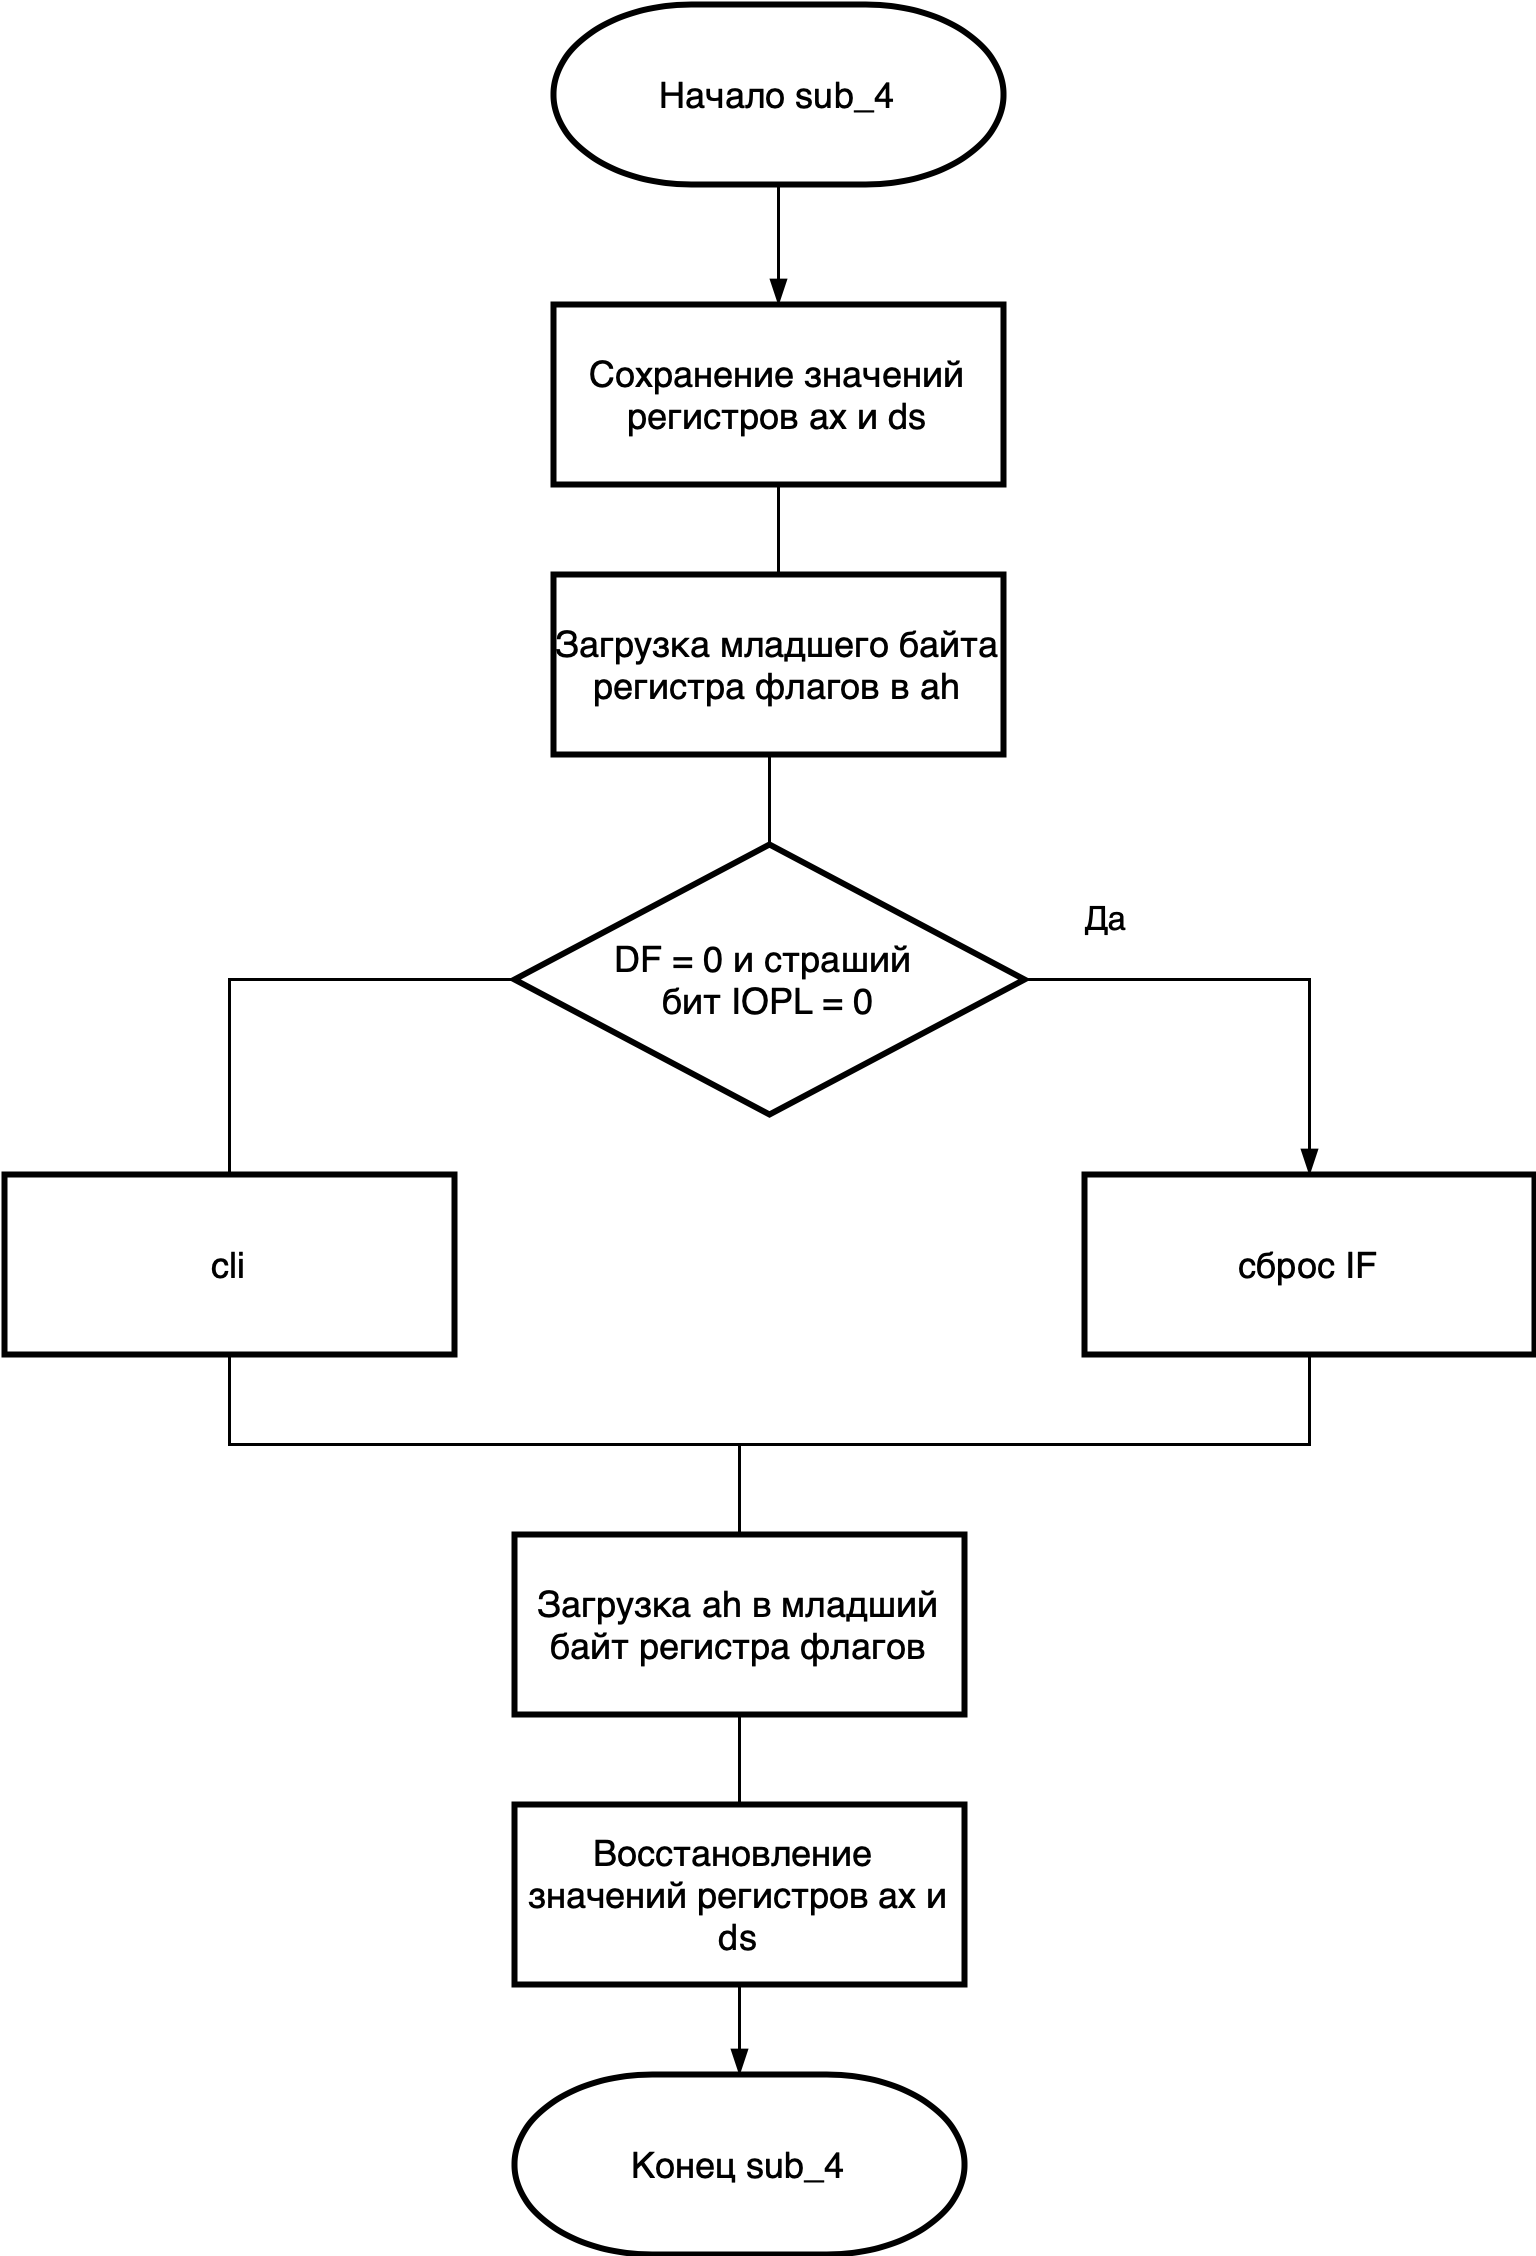 Начало sub_4
Сохранение значений
регистров ax и ds
Загрузка младшего байта
регистра флагов в ah
Да
DF = 0 и страший
бит IOPL = 0
cli
сброс IF
Загрузка ah в младший
байт регистра флагов
Восстановление
значений регистров ax и
ds
Конец sub_4